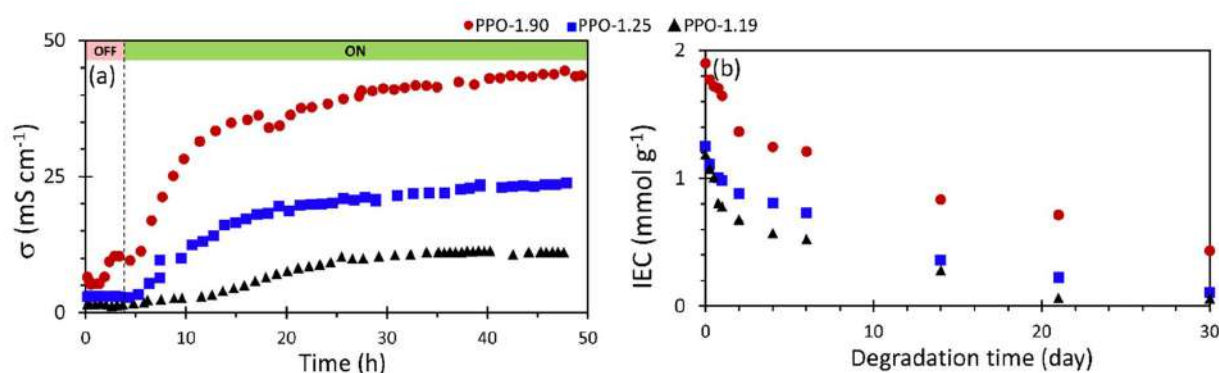 PPO-1.90 PPO-1.25 PPO-1.19
OFF ON
(a)
50
25
0
σ (mS cm⁻¹)
0 10 20 30 40 50
Time (h)
(b)
2
1
0
IEC (mmol g⁻¹)
0 10 20 30
Degradation time (day)